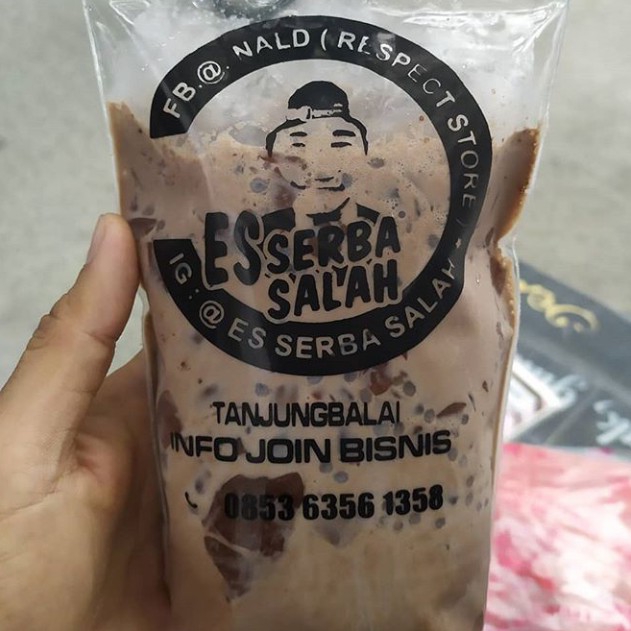 FB.@. NALD ( RESPECT STORE )
ES SERBA
SALAH
IG : @ ES SERBA SALAH -
TANJUNGBALAI
INFO JOIN BISNIS
0853 6356 1358